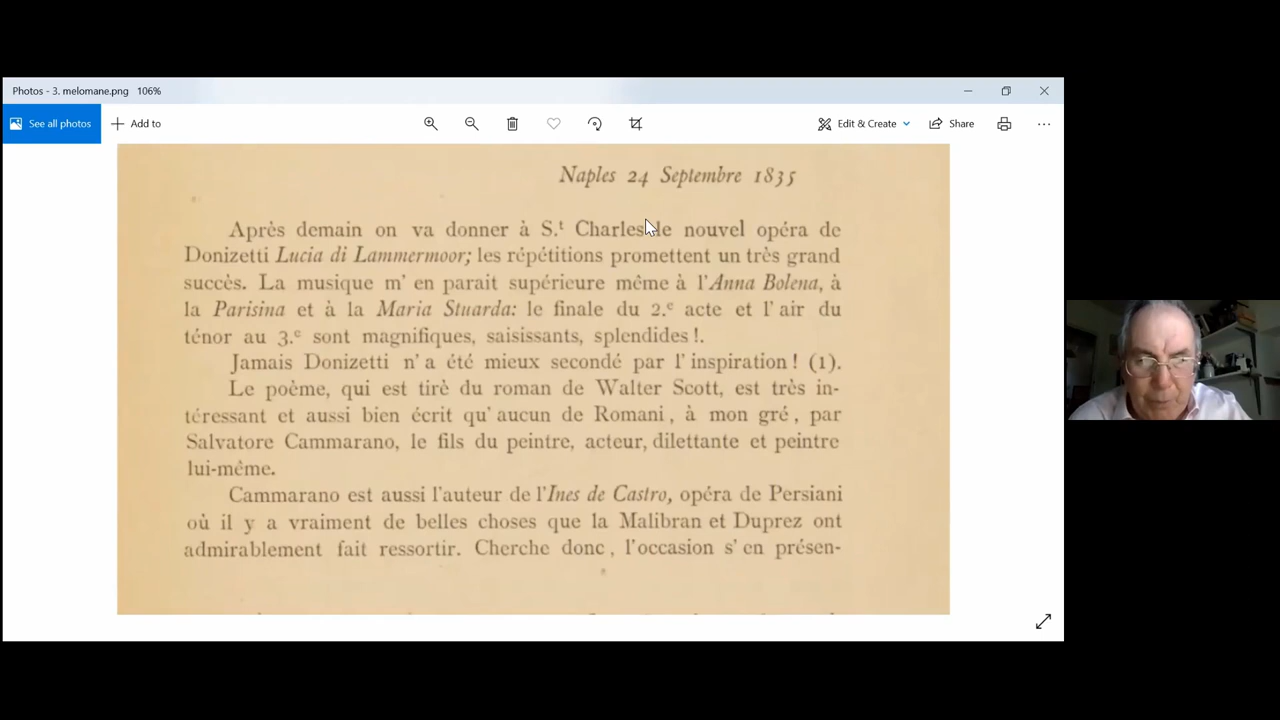 Photos - 3. melomane.png 106%
See all photos
Add to
Edit & Create
Share
Naples 24 Septembre 1835
Après demain on va donner à S.t Charles le nouvel opéra de
Donizetti Lucia di Lammermoor; les répétitions promettent un très grand
succès. La musique m' en parait supérieure même à l'Anna Bolena, à
la Parisina et à la Maria Stuarda: le finale du 2.e acte et l' air du
ténor au 3.e sont magnifiques, saisissants, splendides !.
Jamais Donizetti n' a été mieux secondé par l' inspiration ! (1).
Le poème, qui est tirè du roman de Walter Scott, est très in-
téressant et aussi bien écrit qu' aucun de Romani, à mon gré, par
Salvatore Cammarano, le fils du peintre, acteur, dilettante et peintre
lui-même.
Cammarano est aussi l'auteur de l'Ines de Castro, opéra de Persiani
où il y a vraiment de belles choses que la Malibran et Duprez ont
admirablement fait ressortir. Cherche donc, l'occasion s' en présen-